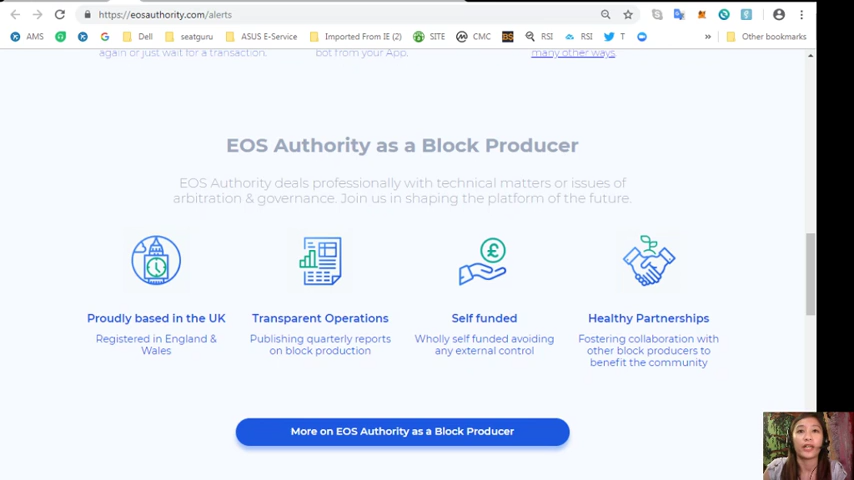 https://eosauthority.com/alerts
AMS G Dell seatguru ASUS E-Service Imported From IE (2) SITE CMC BS RSI RSI T » Other bookmarks
again or just wait for a transaction. bot from your App. many other ways.
EOS Authority as a Block Producer
EOS Authority deals professionally with technical matters or issues of
arbitration & governance. Join us in shaping the platform of the future.
£
Proudly based in the UK Transparent Operations Self funded Healthy Partnerships
Registered in England & Publishing quarterly reports Wholly self funded avoiding Fostering collaboration with
Wales on block production any external control other block producers to
benefit the community
More on EOS Authority as a Block Producer